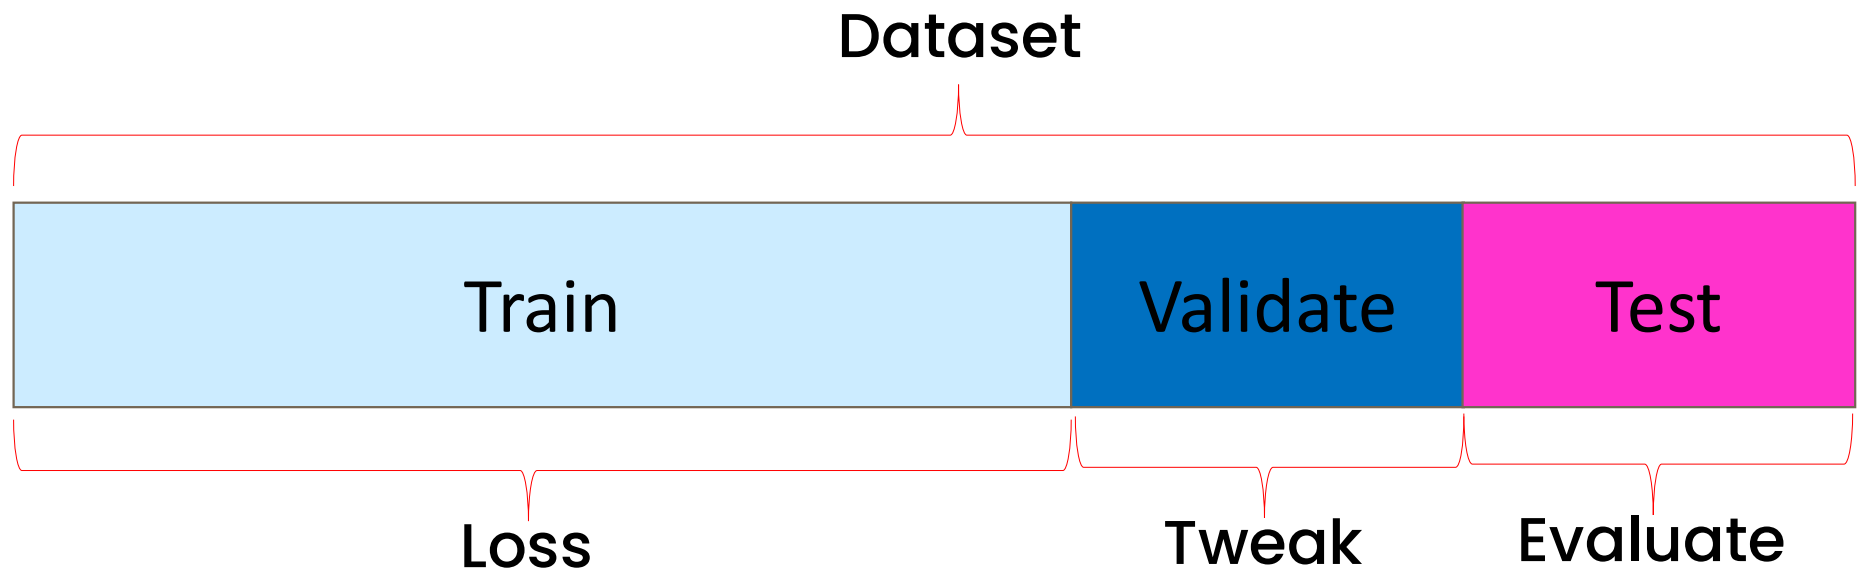 Dataset
Train
Validate
Test
Loss
Tweak
Evaluate